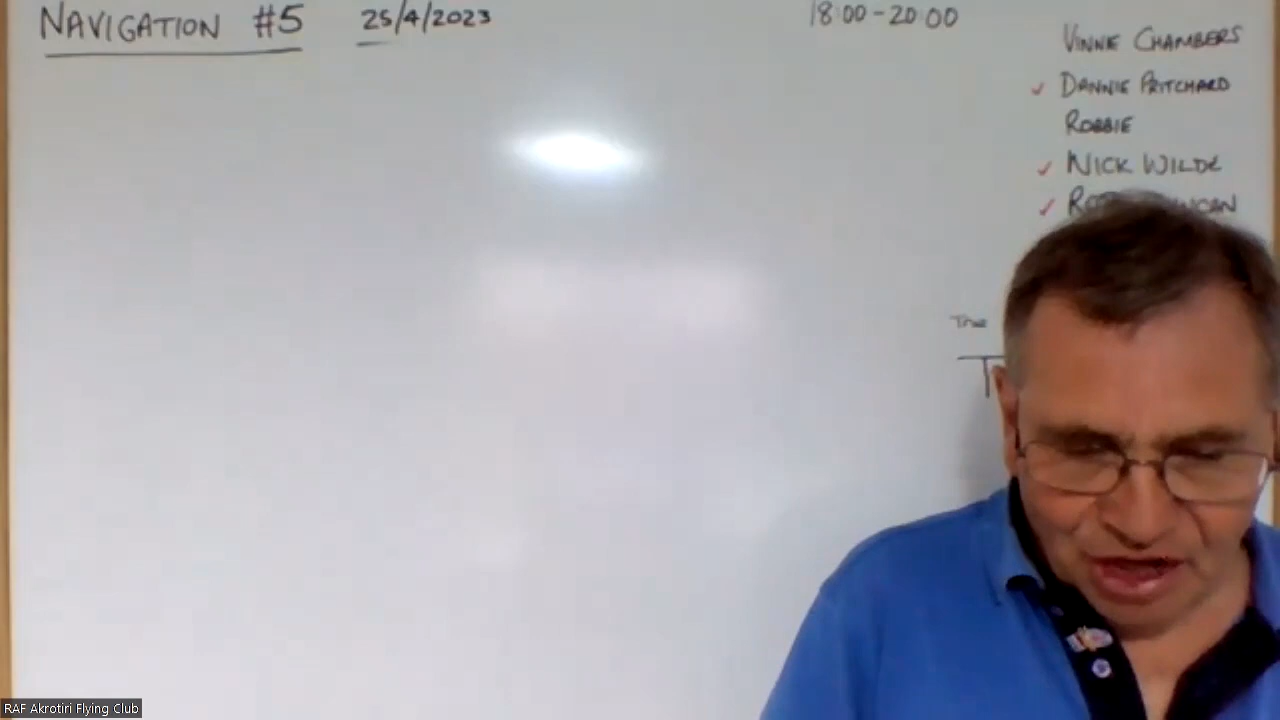 NAVIGATION #5 25/4/2023 18:00-20:00
VINNIE CHAMBERS
✓ DANNIE PRITCHARD
ROBBIE
✓ NICK WILDE
✓
RAF Akrotiri Flying Club